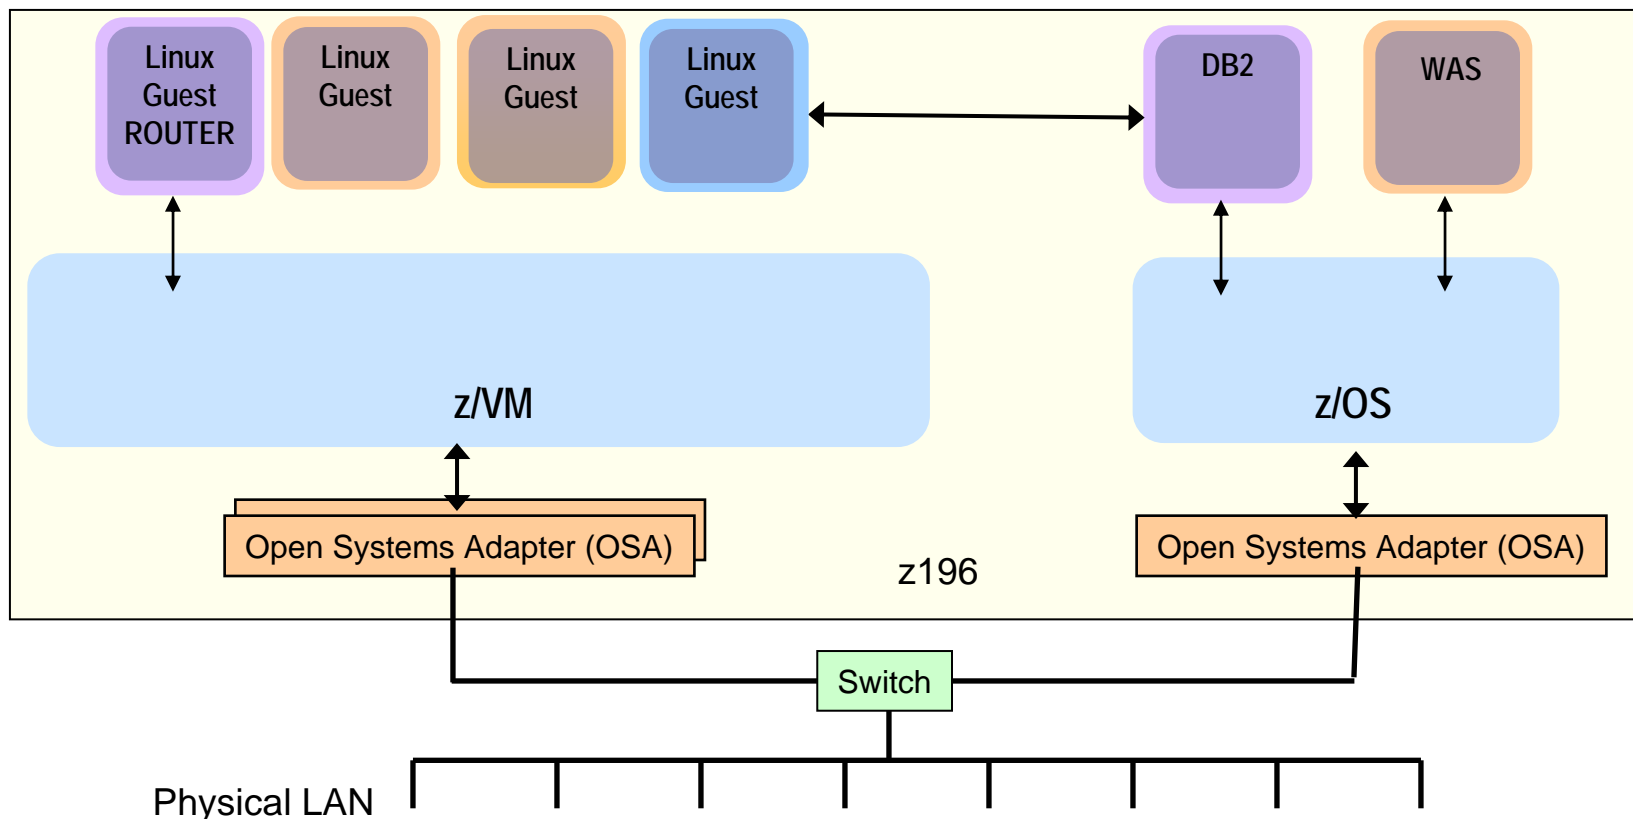 Linux
Guest
ROUTER
Linux
Guest
Linux
Guest
Linux
Guest
DB2
WAS
z/VM
z/OS
Open Systems Adapter (OSA)
Open Systems Adapter (OSA)
z196
Switch
Physical LAN